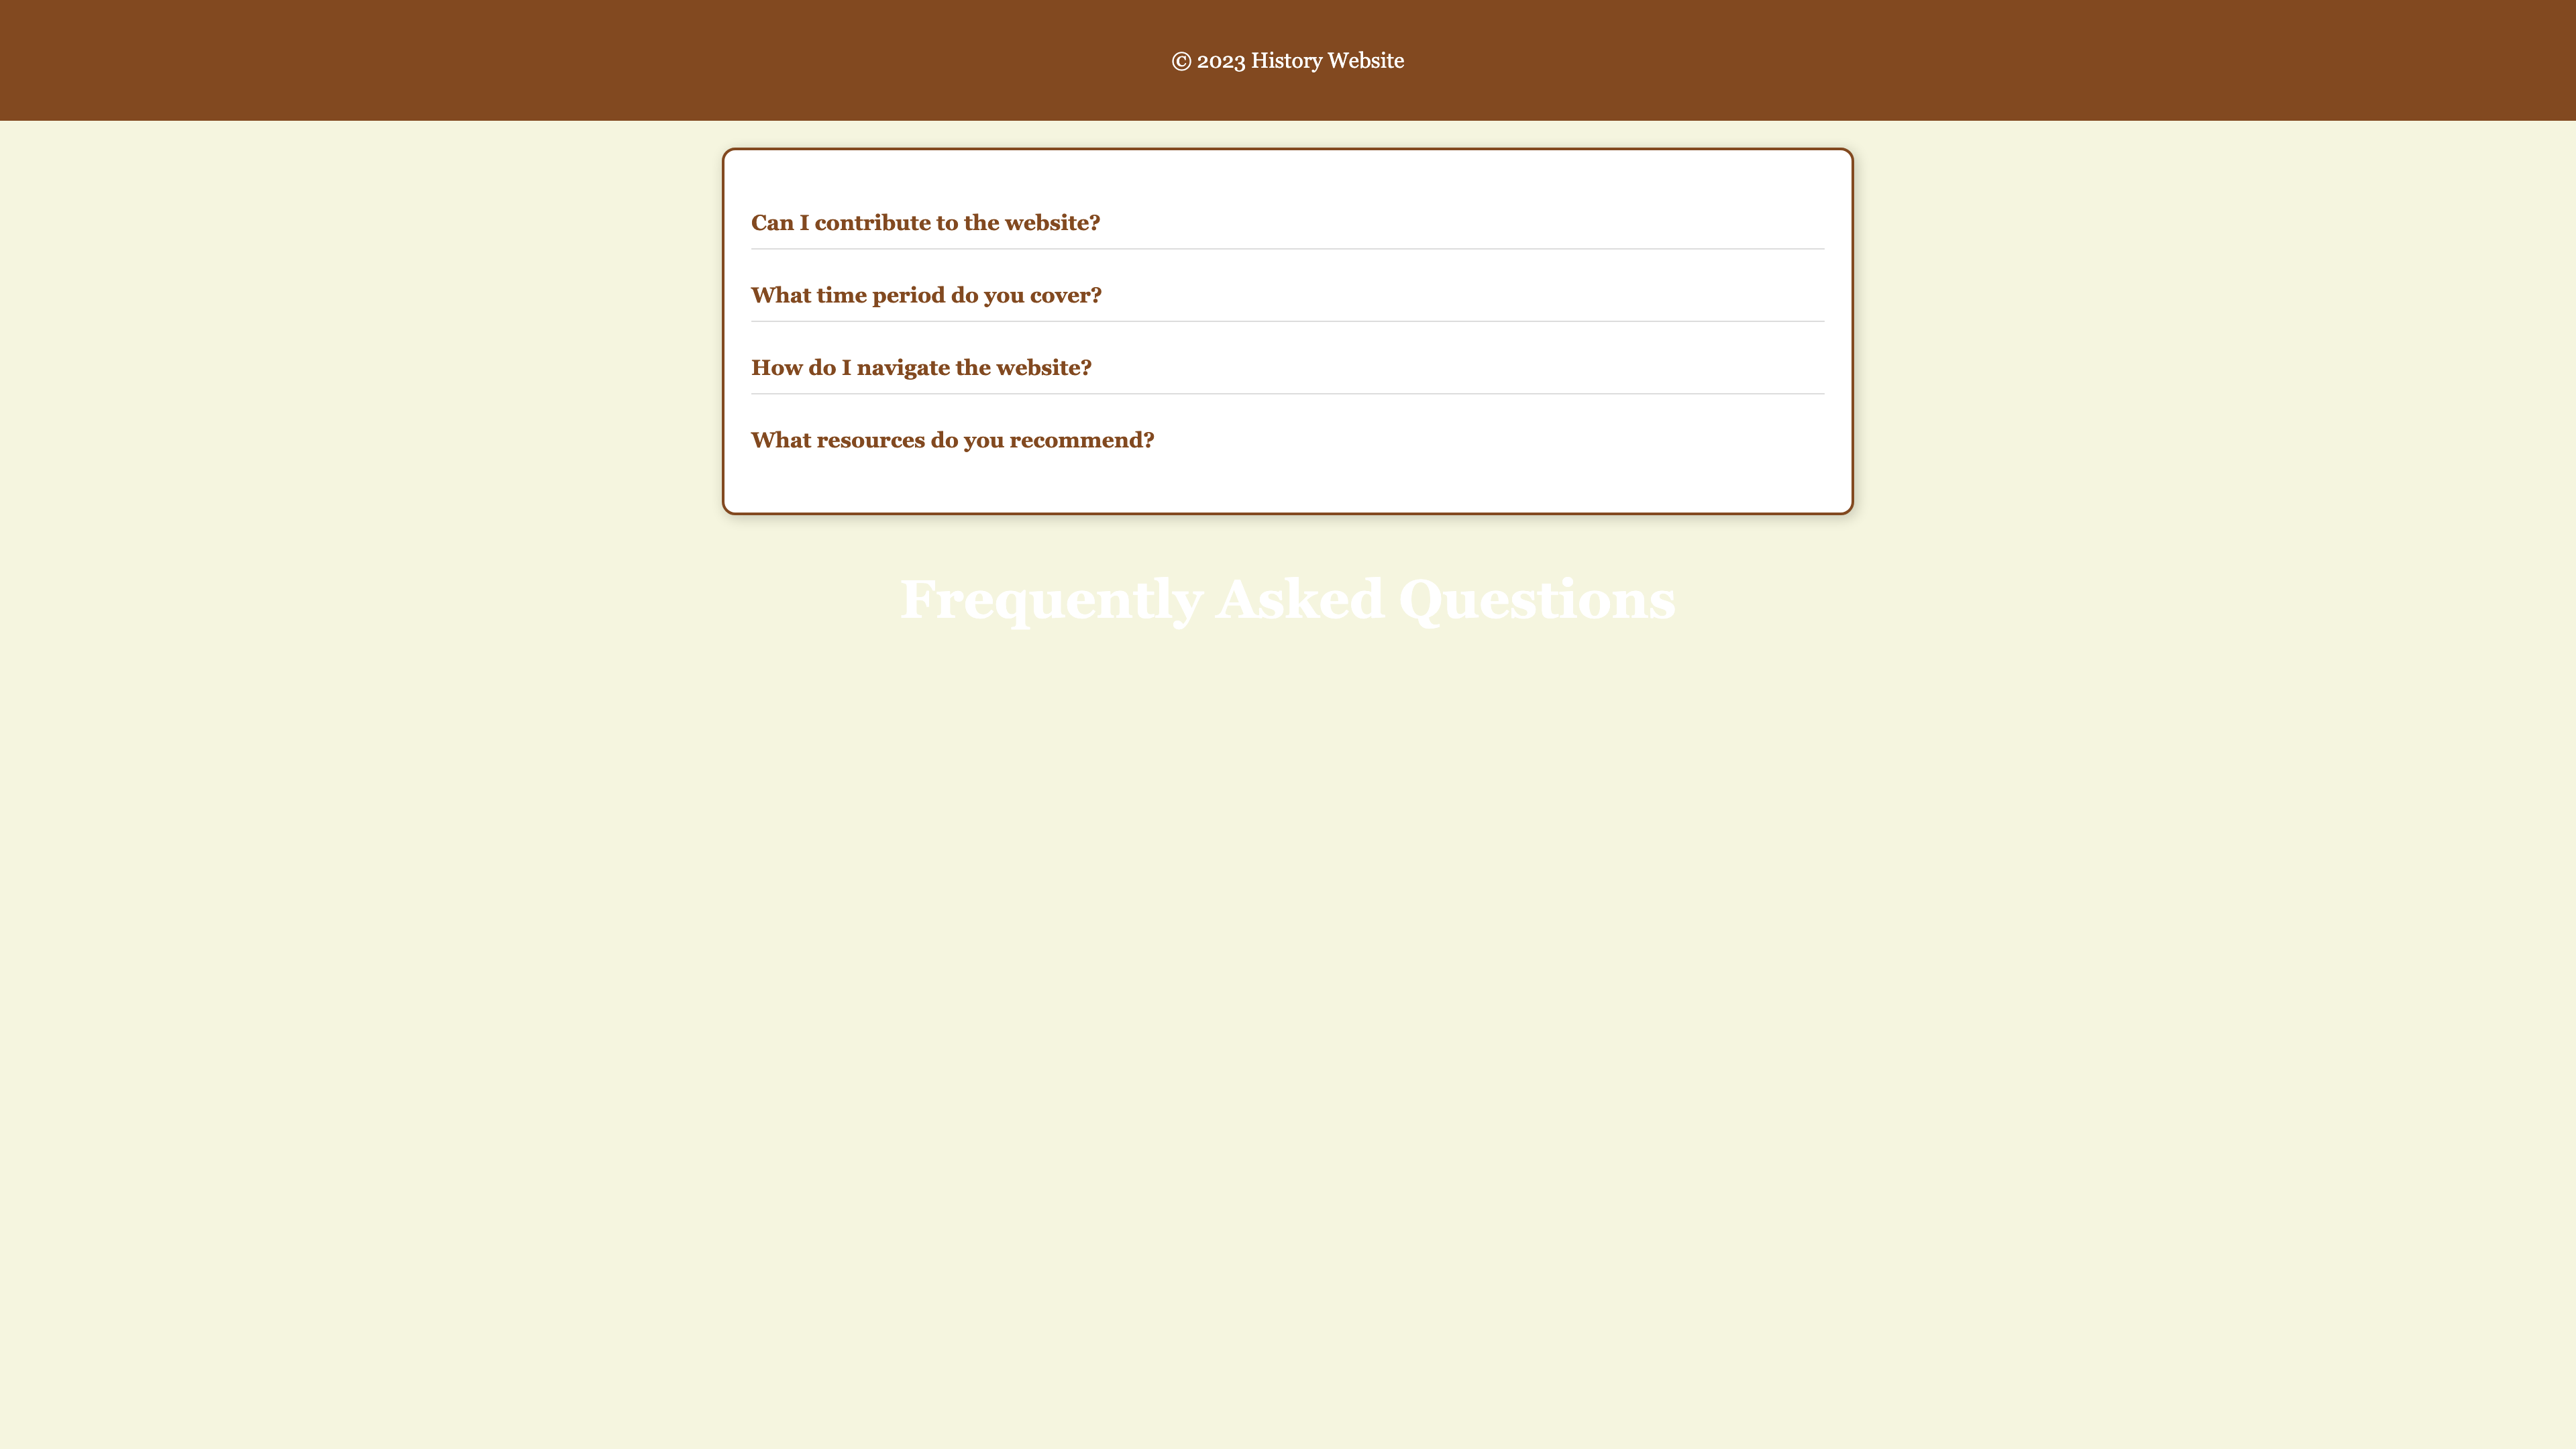 © 2023 History Website
Can I contribute to the website?
What time period do you cover?
How do I navigate the website?
What resources do you recommend?
Frequently Asked Questions